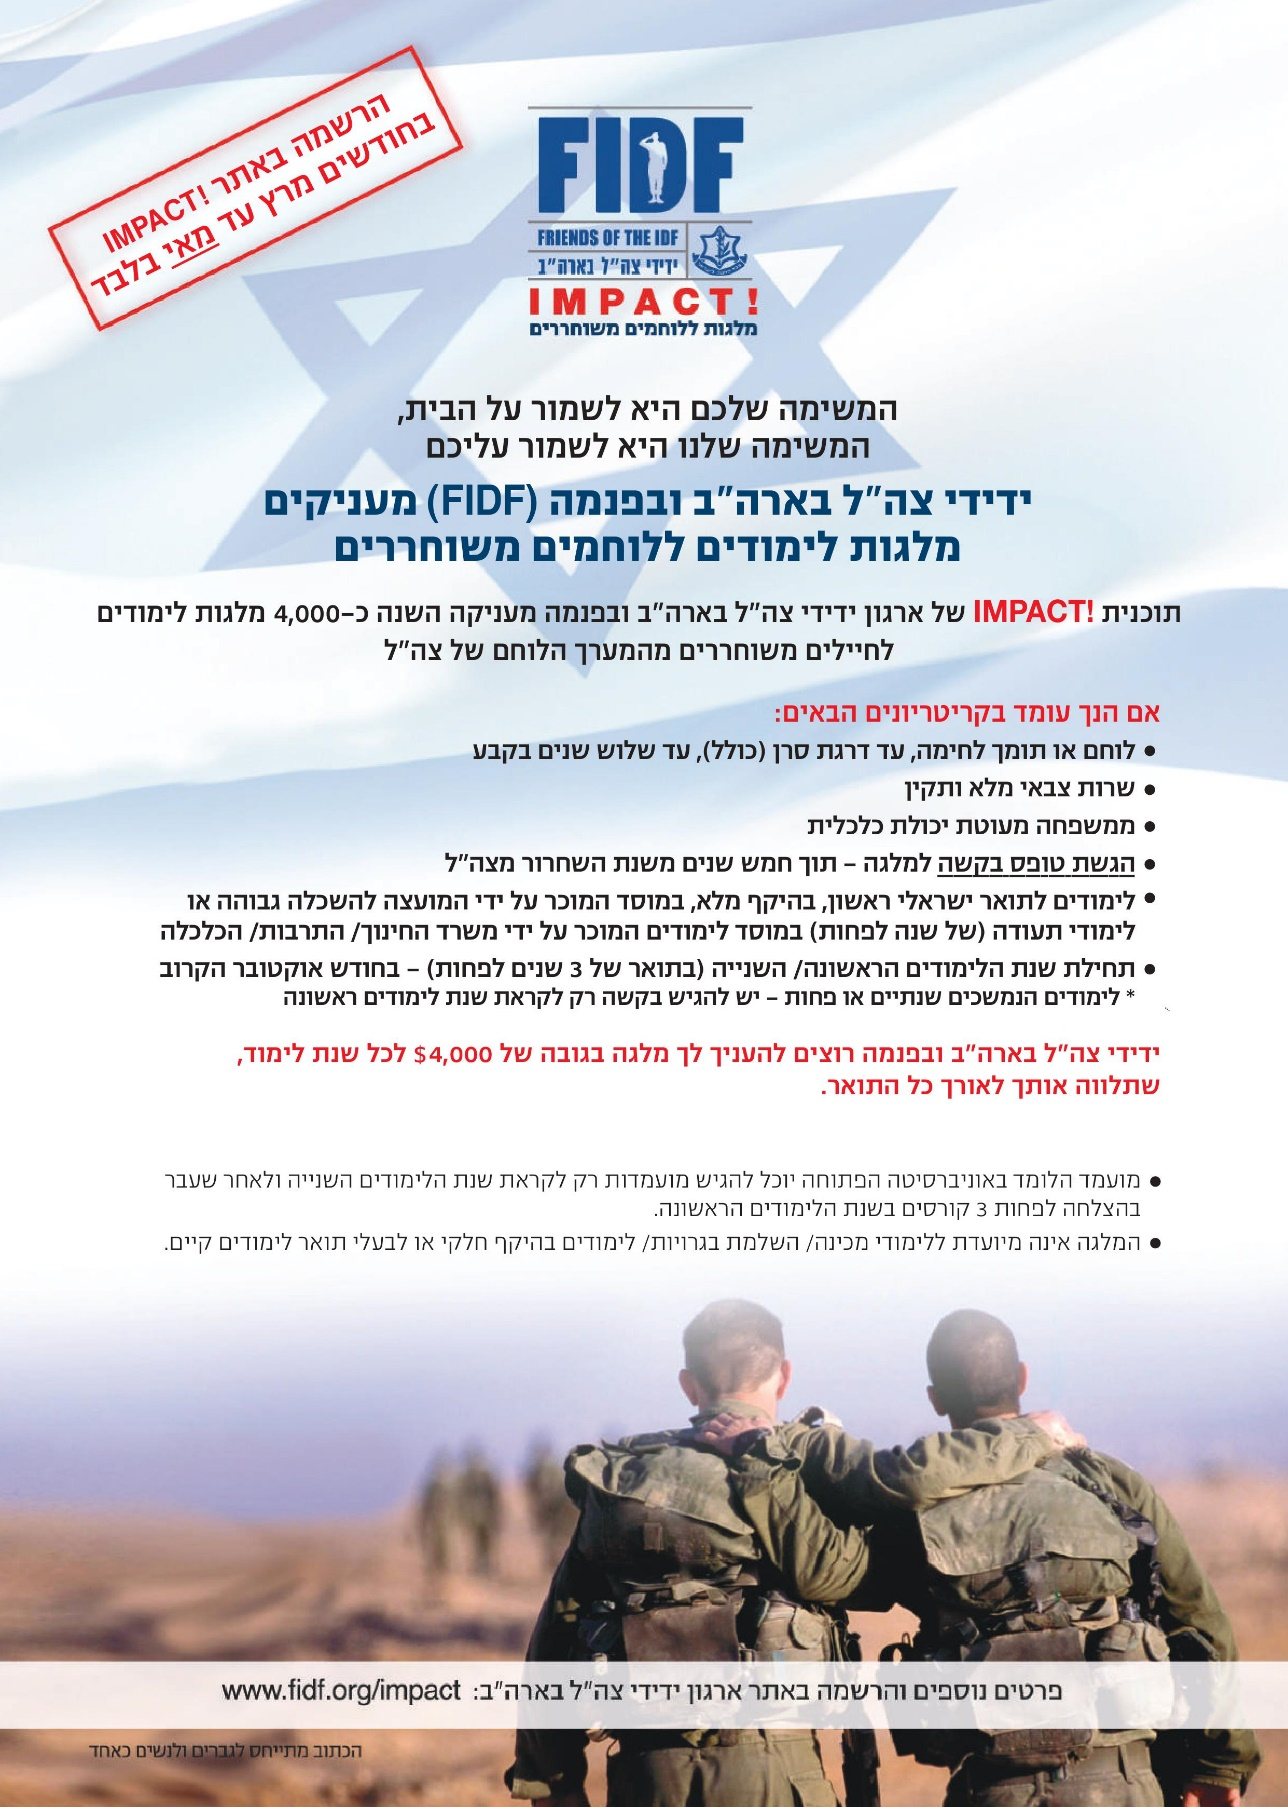 הרשמה באתר IMPACT!
בחודשים מרץ עד מאי בלבד
FIDF
FRIENDS OF THE IDF
ידידי צה"ל בארה"ב
IMPACT!
מלגות ללוחמים משוחררים
המשימה שלכם היא לשמור על הבית,
המשימה שלנו היא לשמור עליכם
ידידי צה"ל בארה"ב ובפנמה (FIDF) מעניקים
מלגות לימודים ללוחמים משוחררים
תוכנית IMPACT! של ארגון ידידי צה"ל בארה"ב ובפנמה מעניקה השנה כ–4,000 מלגות לימודים
לחיילים משוחררים מהמערך הלוחם של צה"ל
אם הנך עומד בקריטריונים הבאים:
• לוחם או תומך לחימה, עד דרגת סרן (כולל), עד שלוש שנים בקבע
• שרות צבאי מלא ותקין
• ממשפחה מעוטת יכולת כלכלית
• הגשת טופס בקשה למלגה – תוך חמש שנים משנת השחרור מצה"ל
• לימודים לתואר ישראלי ראשון, בהיקף מלא, במוסד המוכר על ידי המועצה להשכלה גבוהה או
לימודי תעודה (של שנה לפחות) במוסד לימודים המוכר על ידי משרד החינוך/ התרבות/ הכלכלה
• תחילת שנת הלימודים הראשונה/ השנייה (בתואר של 3 שנים לפחות) – בחודש אוקטובר הקרוב
* לימודים הנמשכים שנתיים או פחות – יש להגיש בקשה רק לקראת שנת לימודים ראשונה
ידידי צה"ל בארה"ב ובפנמה רוצים להעניק לך מלגה בגובה של 4,000$ לכל שנת לימוד,
שתלווה אותך לאורך כל התואר.
• מועמד הלומד באוניברסיטה הפתוחה יוכל להגיש מועמדות רק לקראת שנת הלימודים השנייה ולאחר שעבר
בהצלחה לפחות 3 קורסים בשנת הלימודים הראשונה.
• המלגה אינה מיועדת ללימודי מכינה/ השלמת בגרויות/ לימודים בהיקף חלקי או לבעלי תואר לימודים קיים.
פרטים נוספים והרשמה באתר ארגון ידידי צה"ל בארה"ב: www.fidf.org/impact
הכתוב מתייחס לגברים ולנשים כאחד